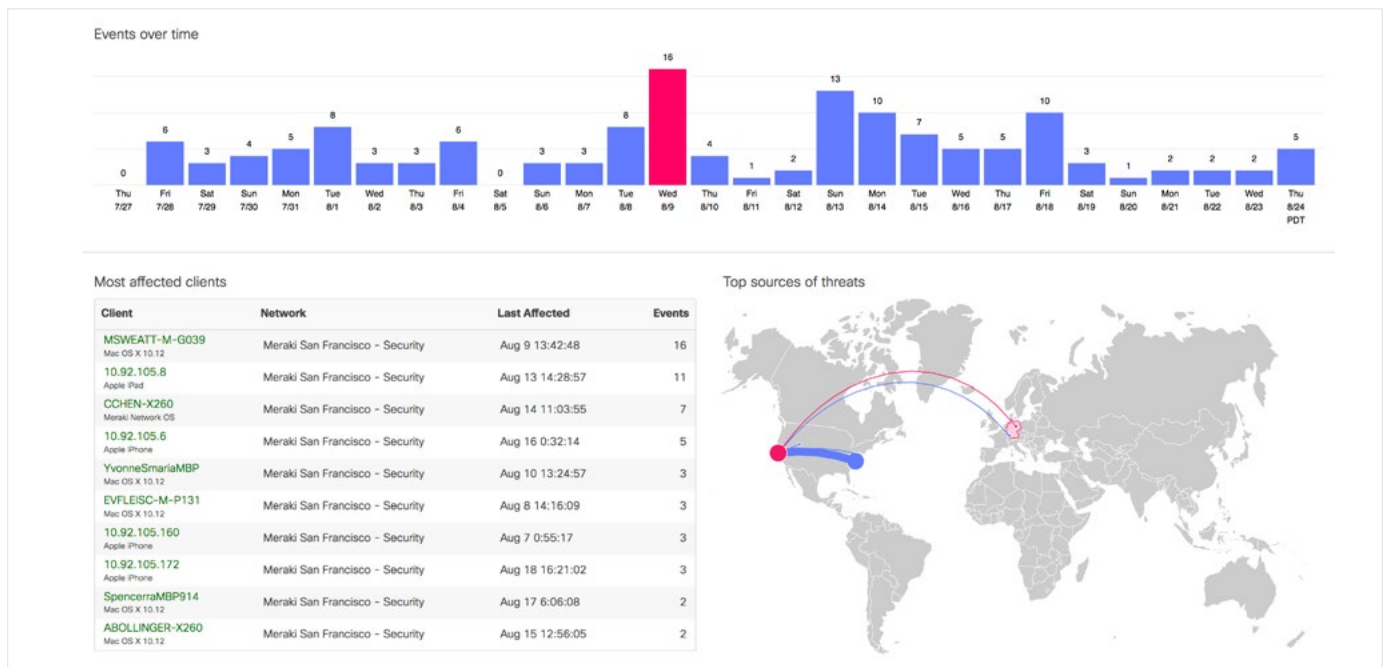 Events over time
16
13
10
10
8
8
7
6
6
5
5
5
5
4
4
3
3
3
3
3
3
2
2
2
2
1
1
0
0
Thu Fri Sat Sun Mon Tue Wed Thu Fri Sat Sun Mon Tue Wed Thu Fri Sat Sun Mon Tue Wed Thu Fri Sat Sun Mon Tue Wed Thu
7/27 7/28 7/29 7/30 7/31 8/1 8/2 8/3 8/4 8/5 8/6 8/7 8/8 8/9 8/10 8/11 8/12 8/13 8/14 8/15 8/16 8/17 8/18 8/19 8/20 8/21 8/22 8/23 8/24
PDT
Most affected clients
Top sources of threats
Client Network Last Affected Events
MSWEATT-M-G039
Mac OS X 10.12
Meraki San Francisco - Security Aug 9 13:42:48 16
10.92.105.8
Apple iPad
Meraki San Francisco - Security Aug 13 14:28:57 11
CCHEN-X260
Meraki Network OS
Meraki San Francisco - Security Aug 14 11:03:55 7
10.92.105.6
Apple iPhone
Meraki San Francisco - Security Aug 16 0:32:14 5
YvonneSmariaMBP
Mac OS X 10.12
Meraki San Francisco - Security Aug 10 13:24:57 3
EVFLEISC-M-P131
Mac OS X 10.12
Meraki San Francisco - Security Aug 8 14:16:09 3
10.92.105.160
Apple iPhone
Meraki San Francisco - Security Aug 7 0:55:17 3
10.92.105.172
Apple iPhone
Meraki San Francisco - Security Aug 18 16:21:02 3
SpencerraMBP914
Mac OS X 10.12
Meraki San Francisco - Security Aug 17 6:06:08 2
ABOLLINGER-X260
Mac OS X 10.12
Meraki San Francisco - Security Aug 15 12:56:05 2